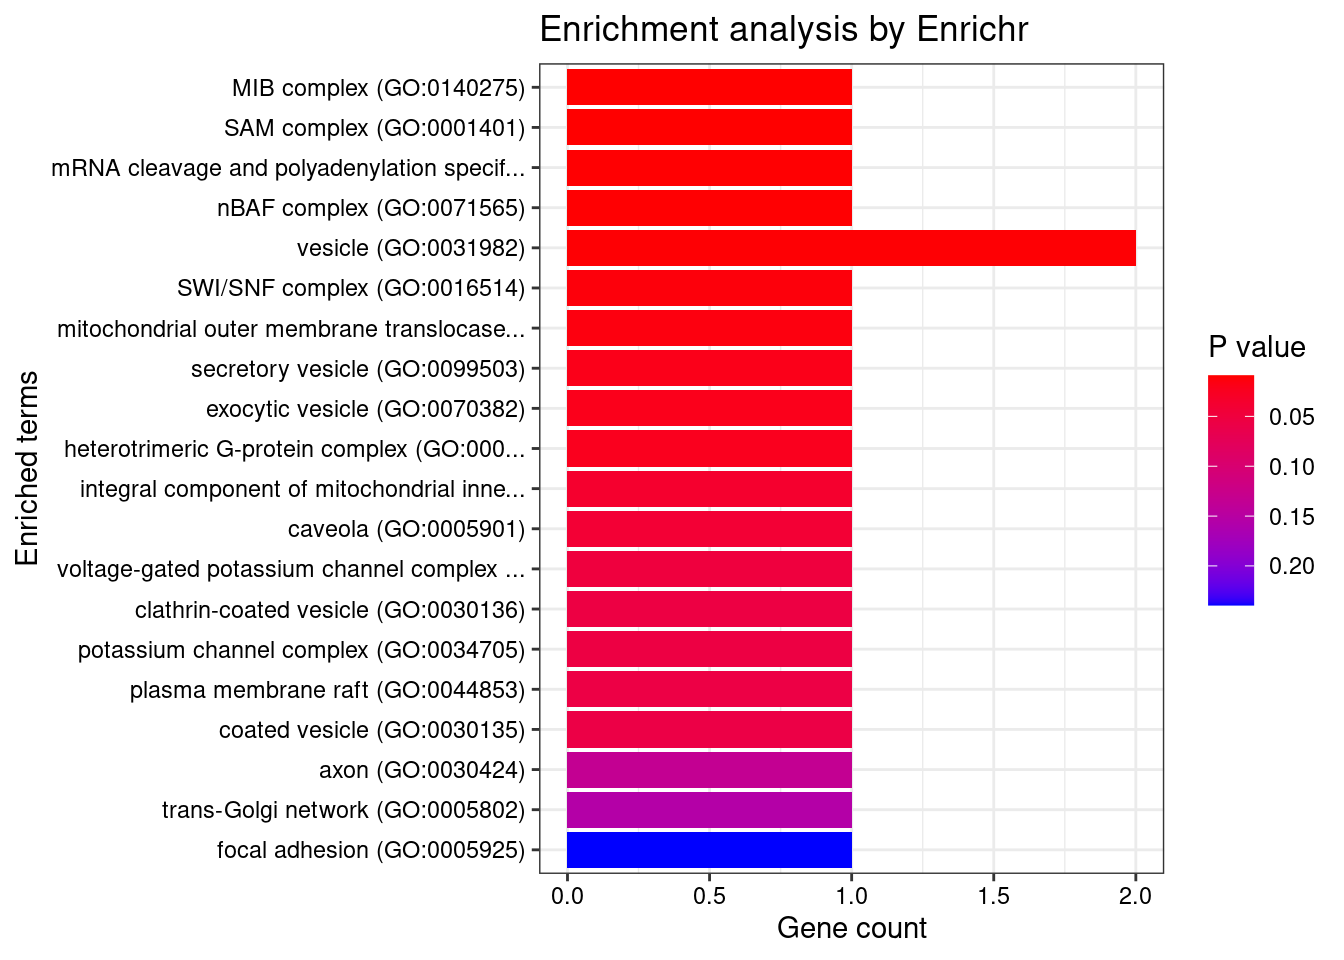 Enrichment analysis by Enrichr
MIB complex (GO:0140275)
SAM complex (GO:0001401)
mRNA cleavage and polyadenylation specif...
nBAF complex (GO:0071565)
vesicle (GO:0031982)
SWI/SNF complex (GO:0016514)
mitochondrial outer membrane translocase...
secretory vesicle (GO:0099503)
exocytic vesicle (GO:0070382)
heterotrimeric G-protein complex (GO:000...
integral component of mitochondrial inne...
caveola (GO:0005901)
voltage-gated potassium channel complex ...
clathrin-coated vesicle (GO:0030136)
potassium channel complex (GO:0034705)
plasma membrane raft (GO:0044853)
coated vesicle (GO:0030135)
axon (GO:0030424)
trans-Golgi network (GO:0005802)
focal adhesion (GO:0005925)
Enriched terms
0.0 0.5 1.0 1.5 2.0
Gene count
P value
0.05
0.10
0.15
0.20